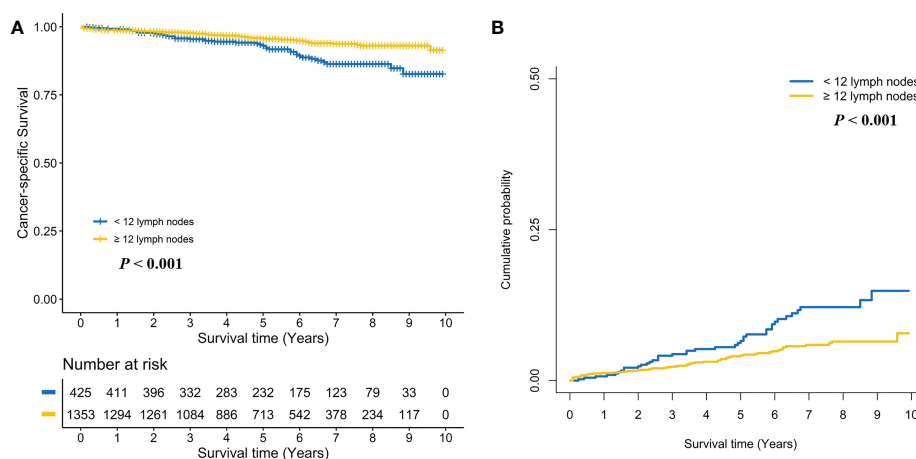 A
Cancer-specific Survival
1.00
0.75
0.50
0.25
0.00
< 12 lymph nodes
≥ 12 lymph nodes
P < 0.001
0 1 2 3 4 5 6 7 8 9 10
Survival time (Years)
Number at risk
425 411 396 332 283 232 175 123 79 33 0
1353 1294 1261 1084 886 713 542 378 234 117 0
0 1 2 3 4 5 6 7 8 9 10
Survival time (Years)
B
Cumulative probability
0.50
0.25
0.00
< 12 lymph nodes
≥ 12 lymph nodes
P < 0.001
0 1 2 3 4 5 6 7 8 9 10
Survival time (Years)